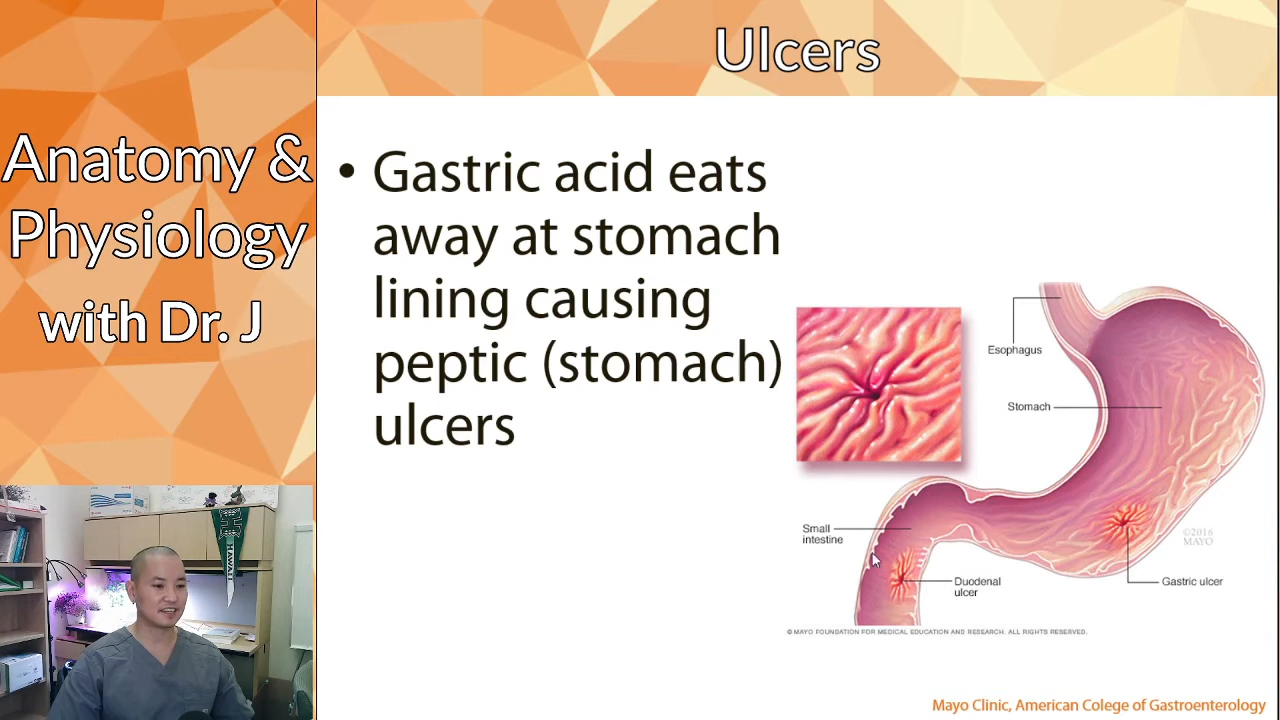 Ulcers
Anatomy &
Physiology
with Dr. J
• Gastric acid eats
away at stomach
lining causing
peptic (stomach)
ulcers
Esophagus
Stomach
Small
intestine
Duodenal
ulcer
Gastric ulcer
©2016
MAYO
© MAYO FOUNDATION FOR MEDICAL EDUCATION AND RESEARCH. ALL RIGHTS RESERVED.
HAWAII
Mayo Clinic, American Colege of Gastroenterology